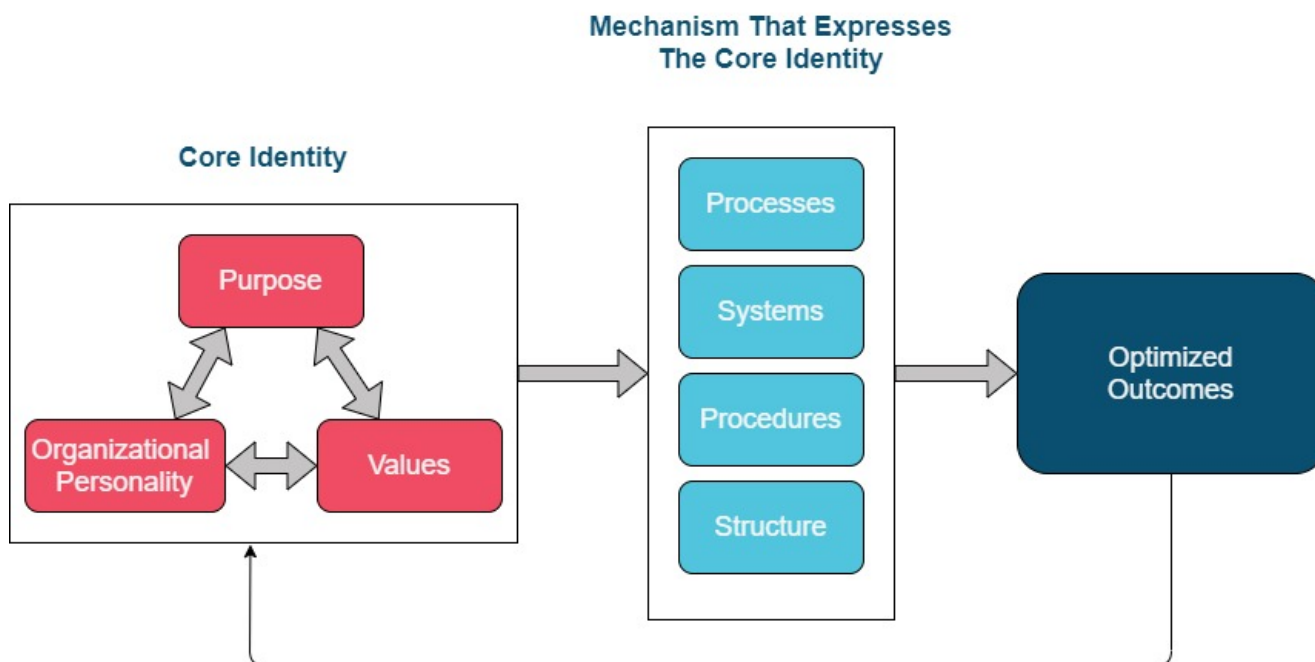 Mechanism That Expresses
The Core Identity
Core Identity
Purpose
Organizational
Personality
Values
Processes
Systems
Procedures
Structure
Optimized
Outcomes